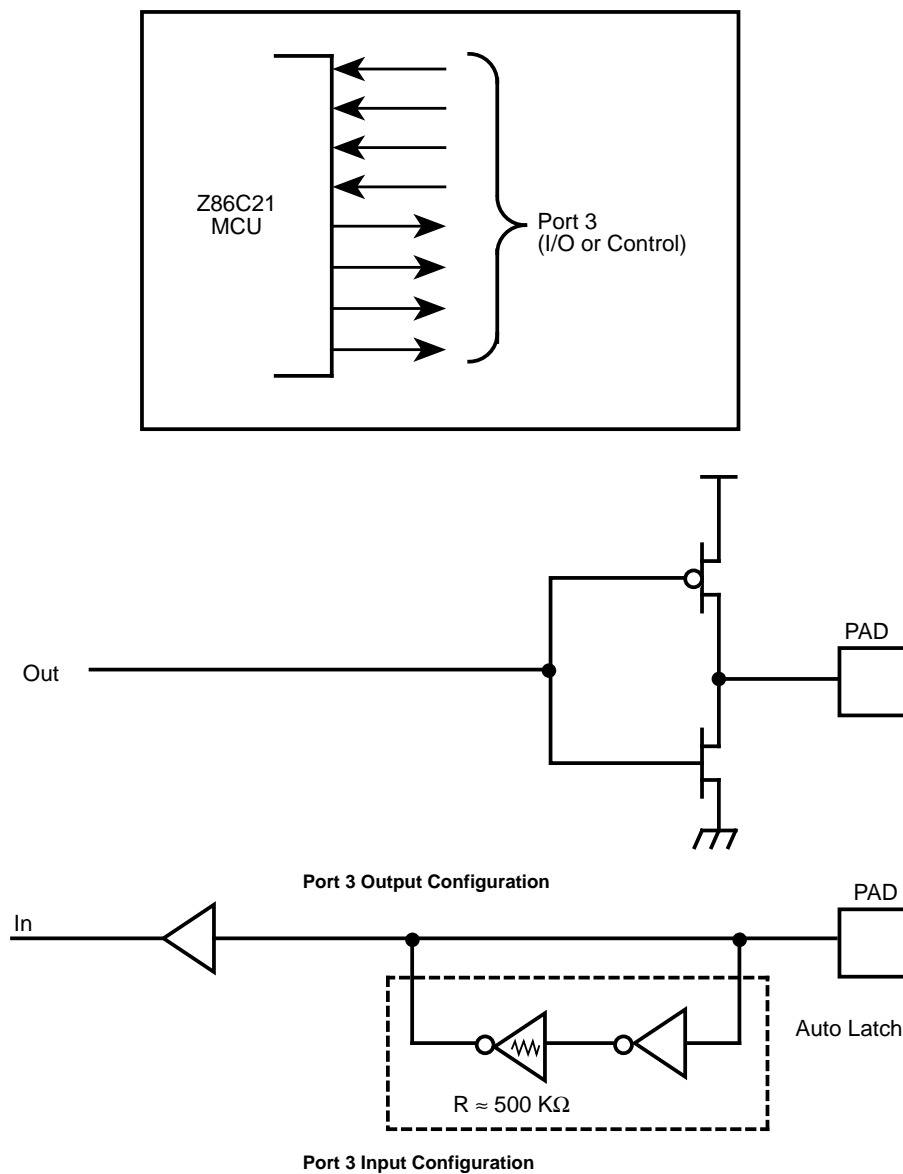 Z86C21
MCU
Port 3
(I/O or Control)
PAD
Out
Port 3 Output Configuration
PAD
In
Auto Latch
R ≈ 500 KΩ
Port 3 Input Configuration